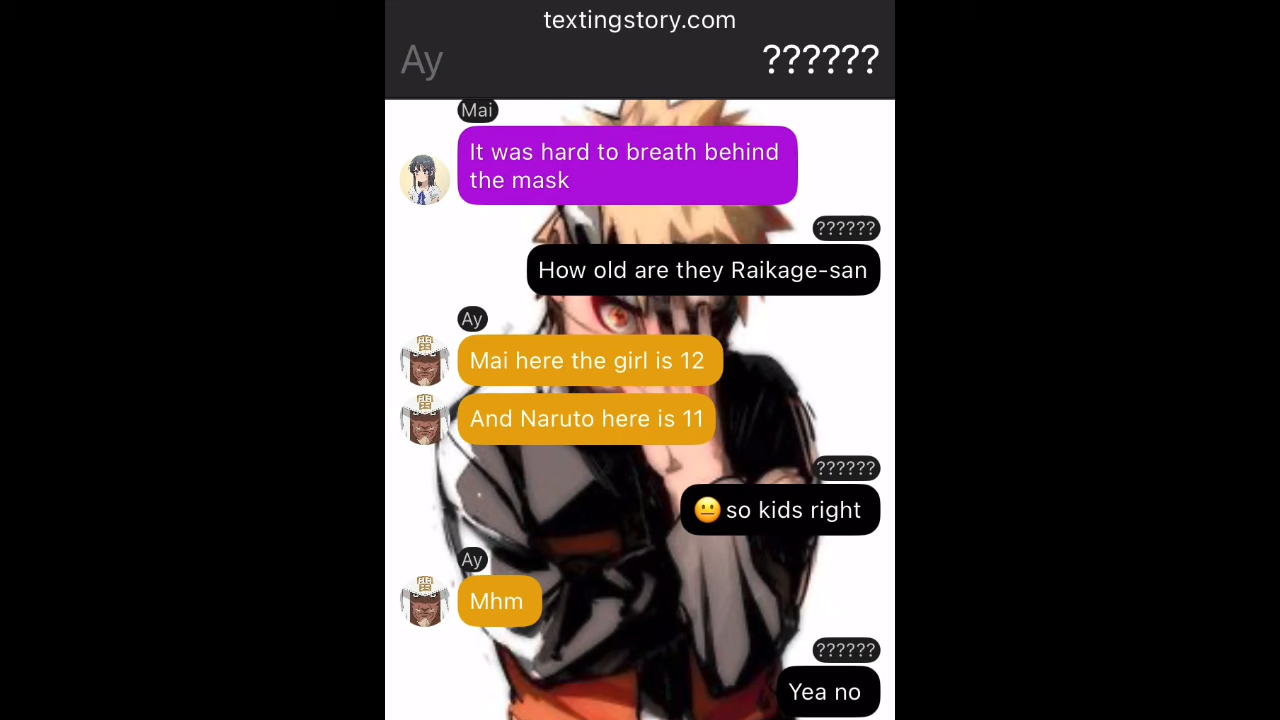 textingstory.com
Ay
??????
Mai
It was hard to breath behind
the mask
??????
How old are they Raikage-san
Ay
Mai here the girl is 12
And Naruto here is 11
??????
😐 so kids right
Ay
Mhm
??????
Yea no